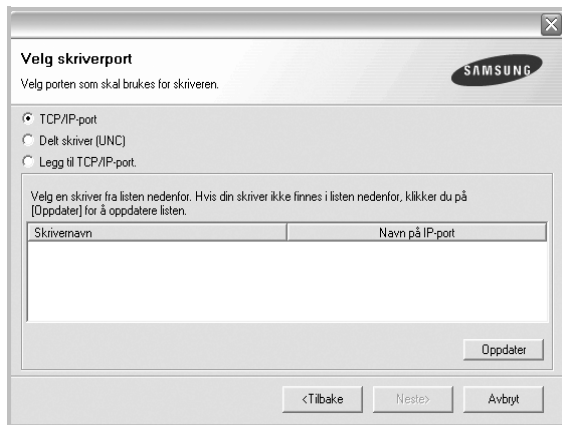 Velg skriverport
Velg porten som skal brukes for skriveren.
SAMSUNG
TCP/IP-port
Delt skriver (UNC)
Legg til TCP/IP-port.
Velg en skriver fra listen nedenfor. Hvis din skriver ikke finnes i listen nedenfor, klikker du på
[Oppdater] for å oppdatere listen.
Skrivernavn Navn på IP-port
Oppdater
<Tilbake Neste> Avbryt